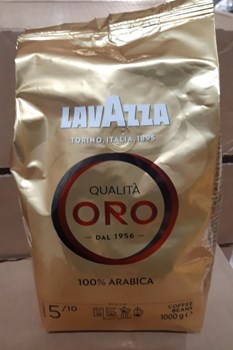 LAVAZZA
TORINO, ITALIA, 1895
QUALITÀ
ORO
DAL 1956
100% ARABICA
5/10
COFFEE
BEANS
1000 g e